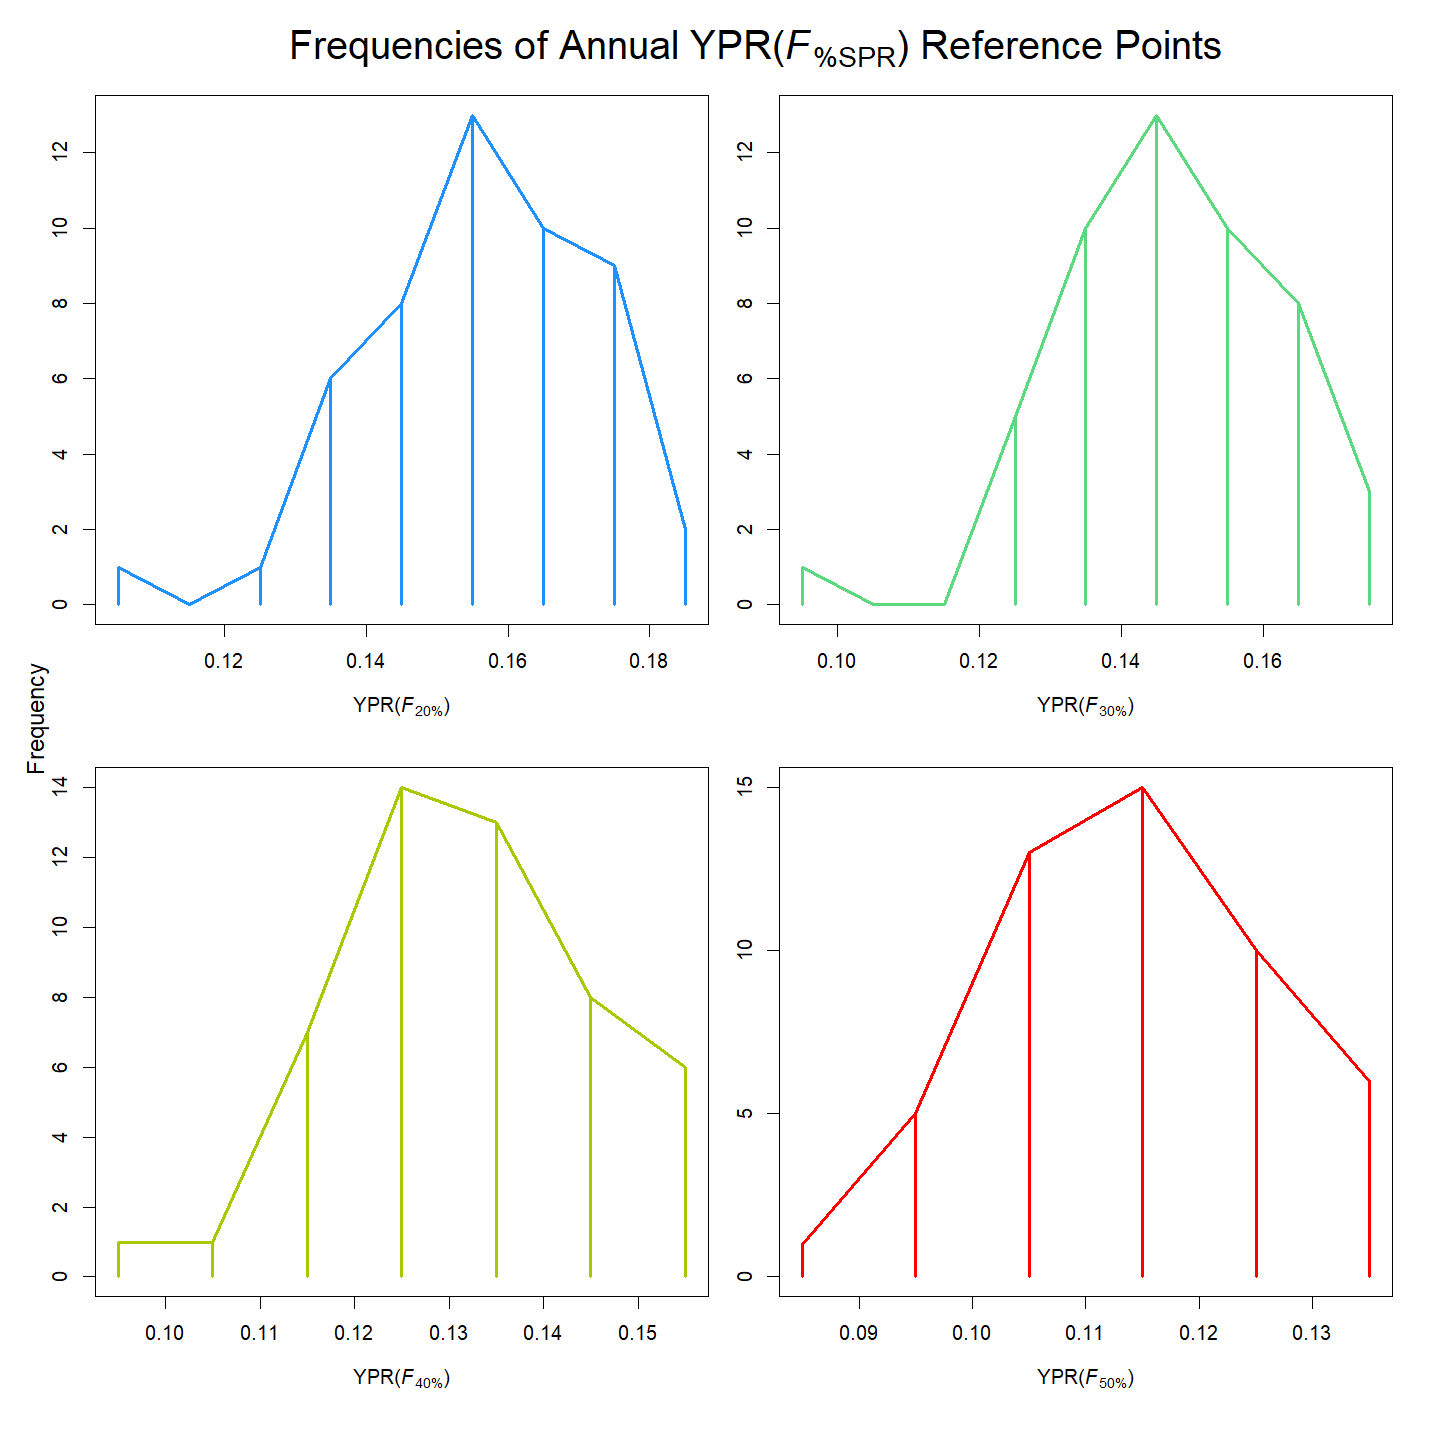 Frequencies of Annual YPR(F%SPR) Reference Points
Frequency
0 2 4 6 8 10 12
0.12 0.14 0.16 0.18
YPR(F20%)
0 2 4 6 8 10 12
0.10 0.12 0.14 0.16
YPR(F30%)
0 2 4 6 8 10 12 14
0.10 0.11 0.12 0.13 0.14 0.15
YPR(F40%)
0 5 10 15
0.09 0.10 0.11 0.12 0.13
YPR(F50%)